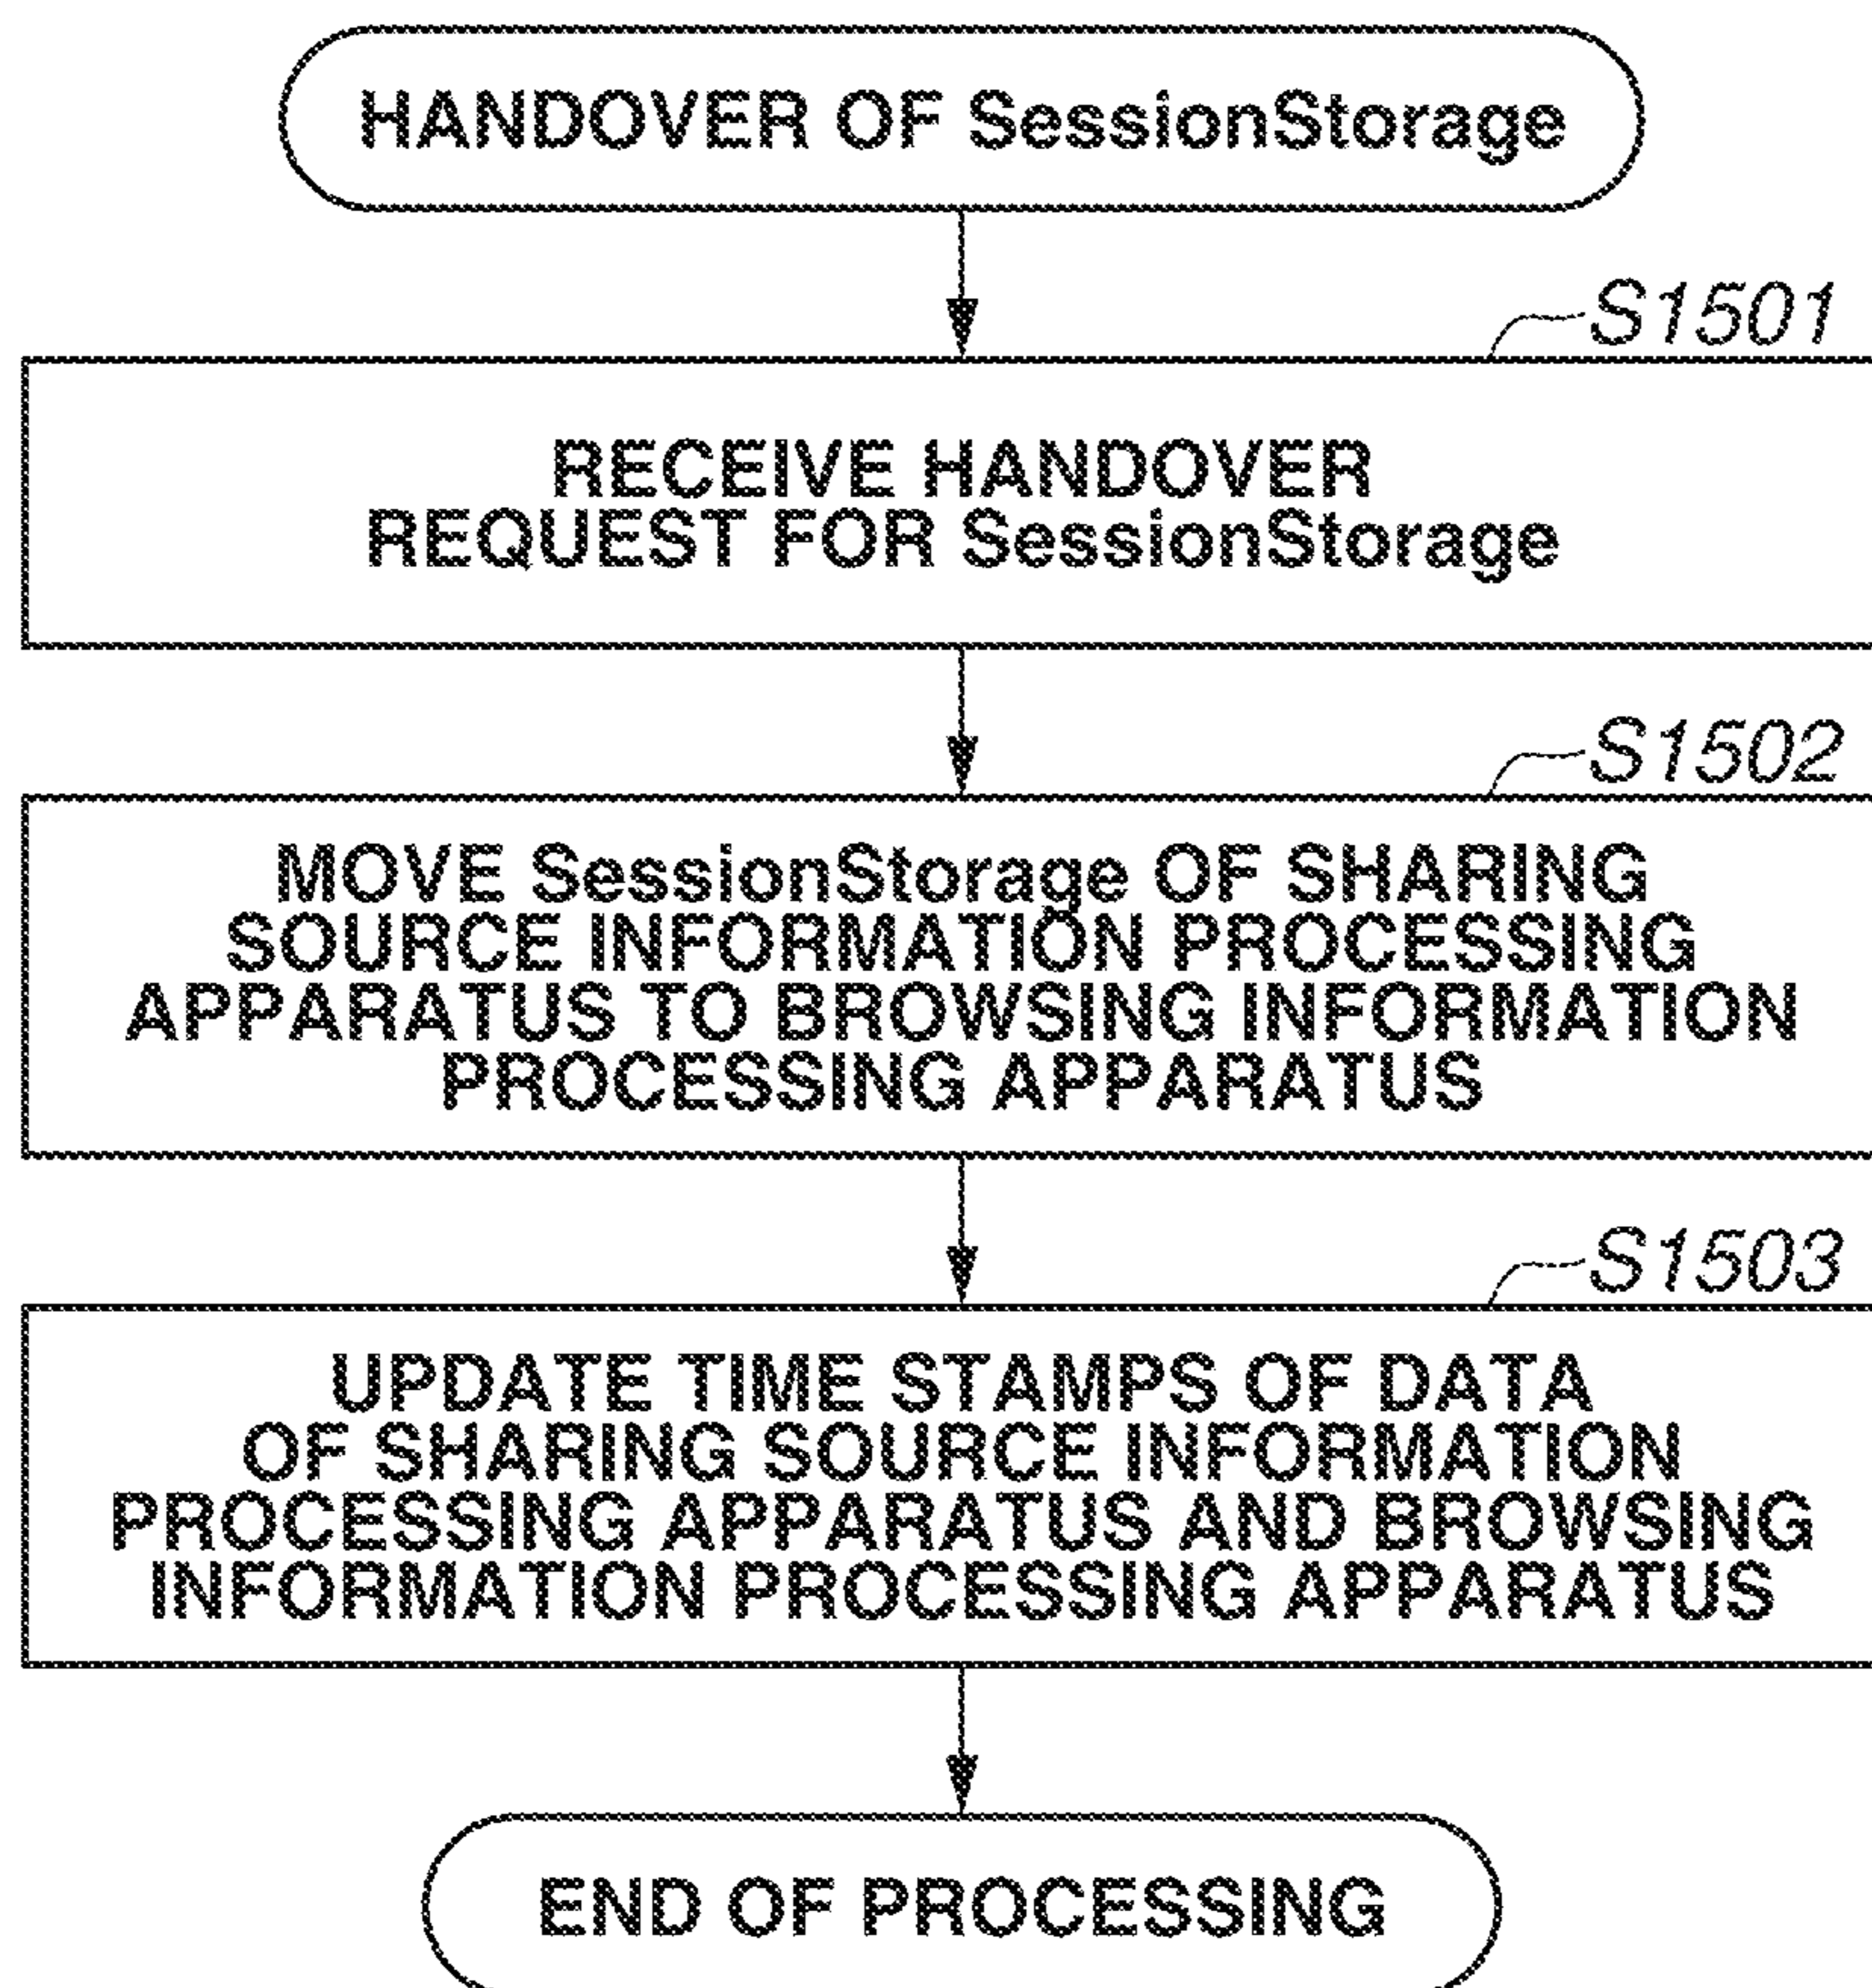 HANDOVER OF SessionStorage
S1501
RECEIVE HANDOVER
REQUEST FOR SessionStorage
S1502
MOVE SessionStorage OF SHARING
SOURCE INFORMATION PROCESSING
APPARATUS TO BROWSING INFORMATION
PROCESSING APPARATUS
S1503
UPDATE TIME STAMPS OF DATA
OF SHARING SOURCE INFORMATION
PROCESSING APPARATUS AND BROWSING
INFORMATION PROCESSING APPARATUS
END OF PROCESSING